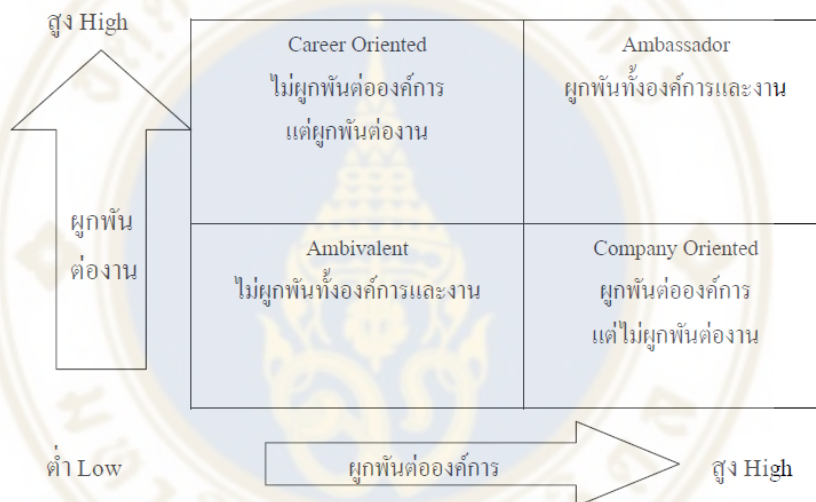 สูง High
Career Oriented
ไม่ผูกพันต่อองค์การ
แต่ผูกพันต่องาน
Ambassador
ผูกพันทั้งองค์การและงาน
ผูกพัน
ต่องาน
Ambivalent
ไม่ผูกพันทั้งองค์การและงาน
Company Oriented
ผูกพันต่อองค์การ
แต่ไม่ผูกพันต่องาน
ต่ำ Low
ผูกพันต่อองค์การ
สูง High